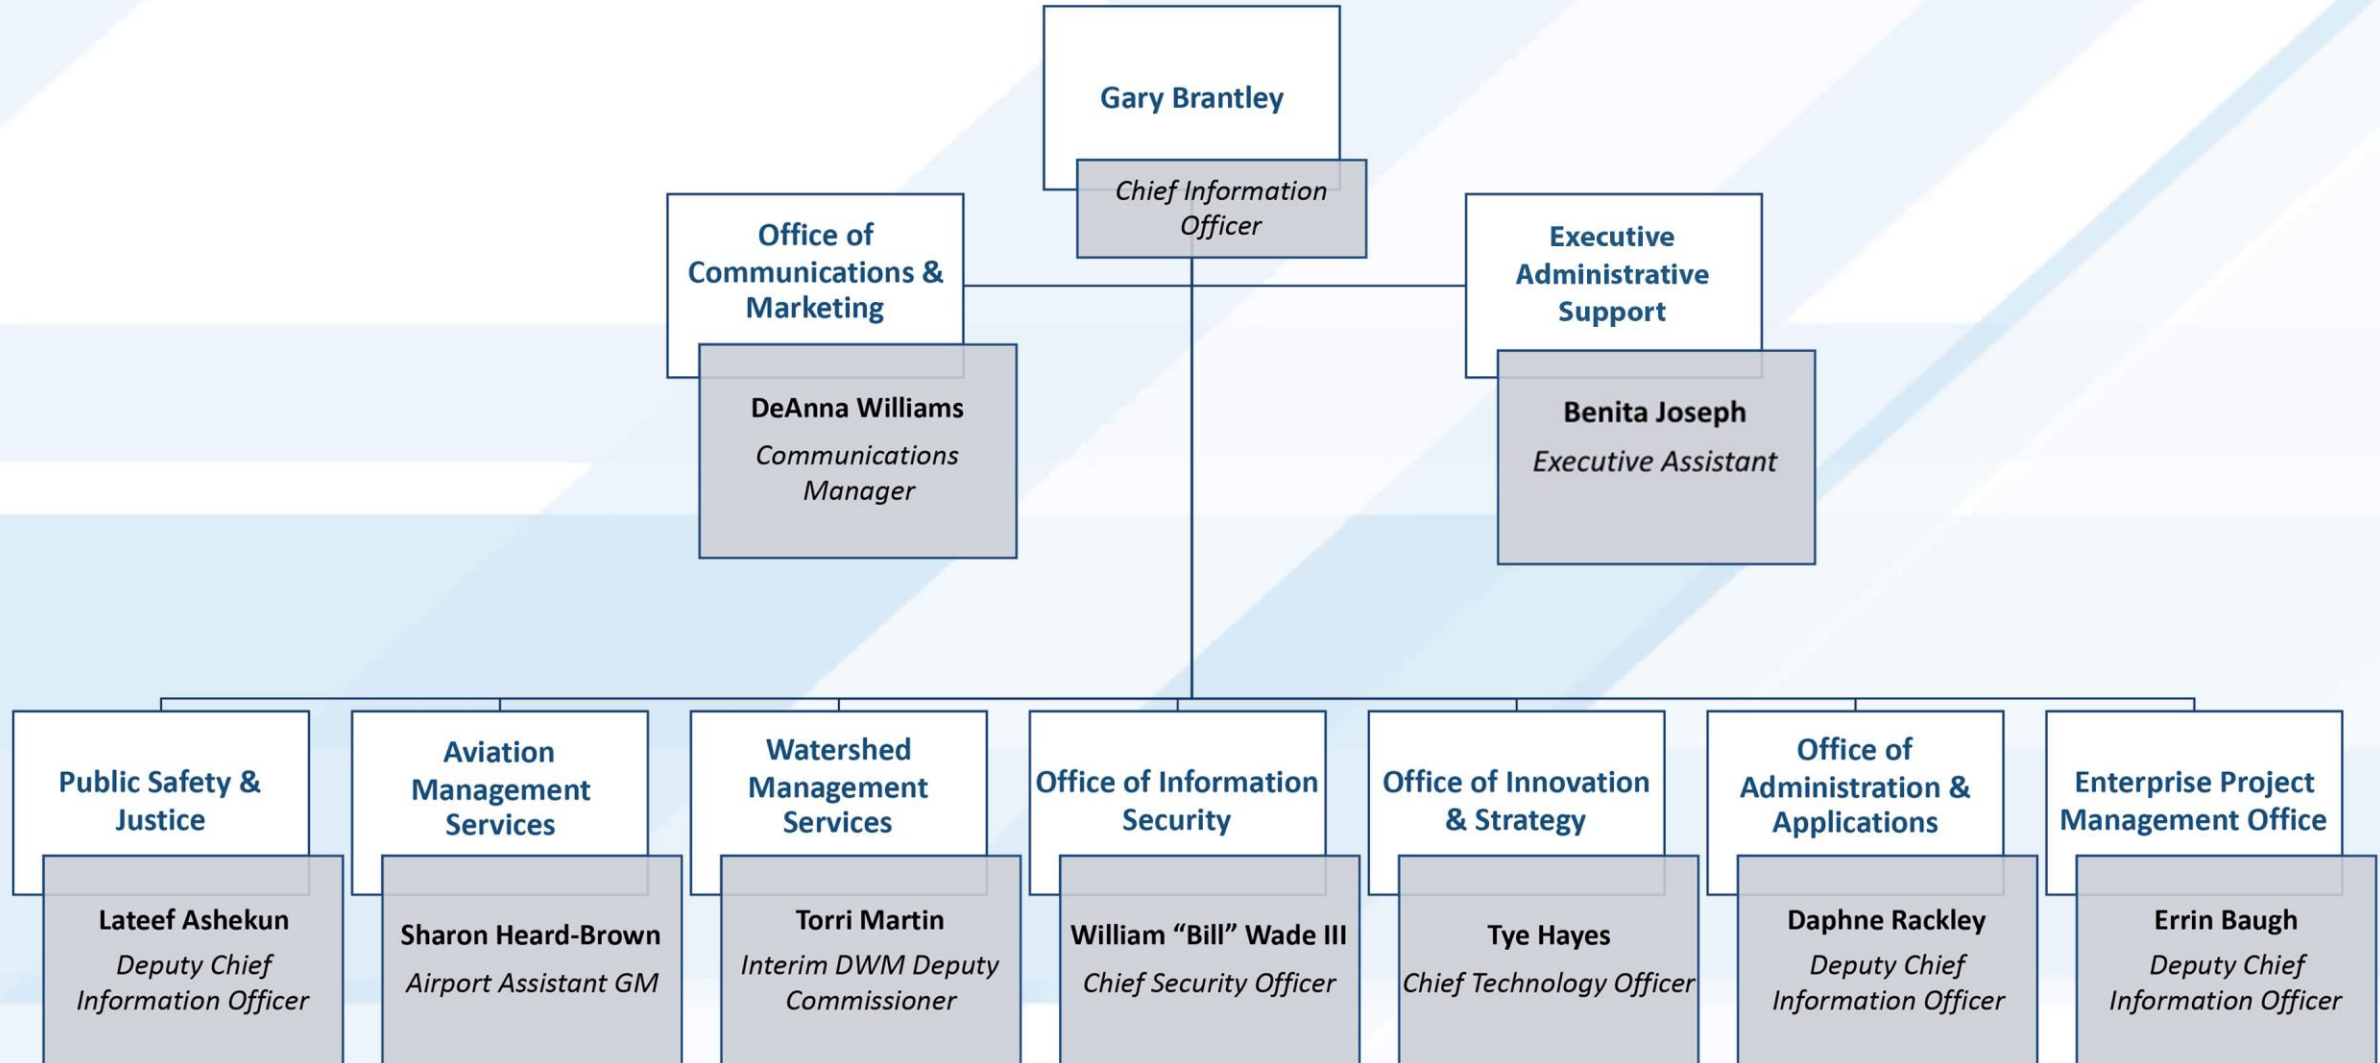 Gary Brantley
Chief Information
Officer
Office of
Communications &
Marketing
DeAnna Williams
Communications
Manager
Executive
Administrative
Support
Benita Joseph
Executive Assistant
Public Safety &
Justice
Lateef Ashekun
Deputy Chief
Information Officer
Aviation
Management
Services
Sharon Heard-Brown
Airport Assistant GM
Watershed
Management
Services
Torri Martin
Interim DWM Deputy
Commissioner
Office of Information
Security
William “Bill” Wade III
Chief Security Officer
Office of Innovation
& Strategy
Tye Hayes
Chief Technology Officer
Office of
Administration &
Applications
Daphne Rackley
Deputy Chief
Information Officer
Enterprise Project
Management Office
Errin Baugh
Deputy Chief
Information Officer